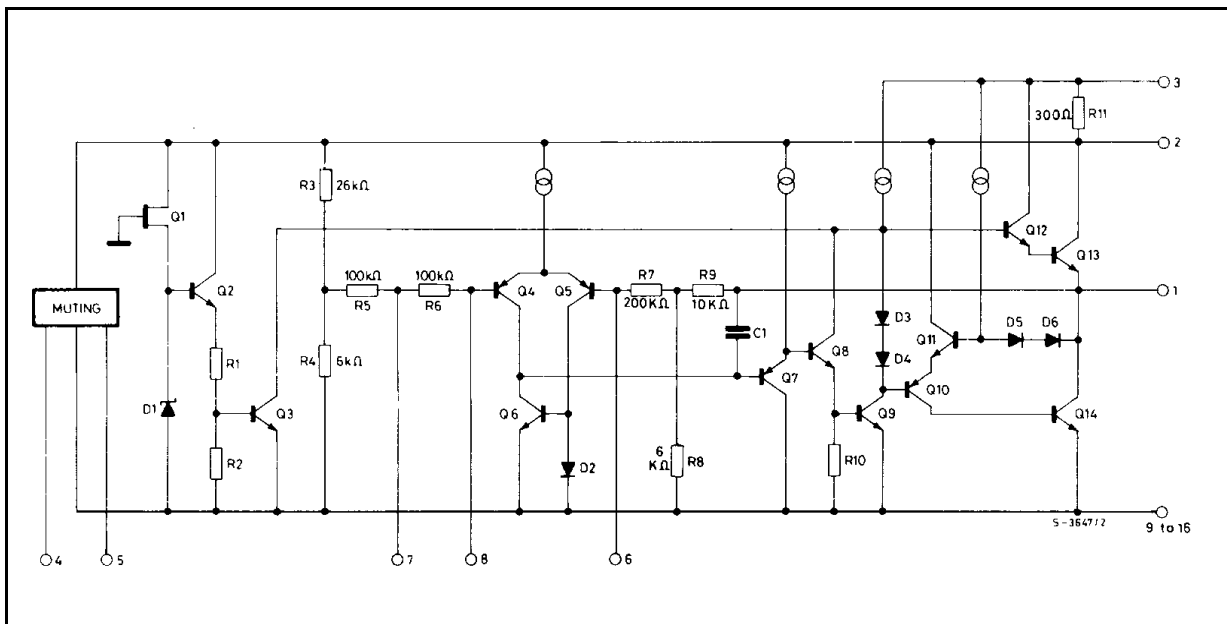 3
300Ω R11
2
R3 26kΩ
Q1
Q12
Q13
100kΩ 100kΩ R7 R9
Q2 Q4 Q5 1
MUTING R5 R6 200KΩ 10KΩ
D3 D5 D6
C1 Q11
R1 R4 6kΩ Q8 D4
Q7
Q10
D1 Q3 Q6 Q9 Q14
R2 D2 6 KΩ R8 R10
S-3647/2
9 to 16
4 5 7 8 6